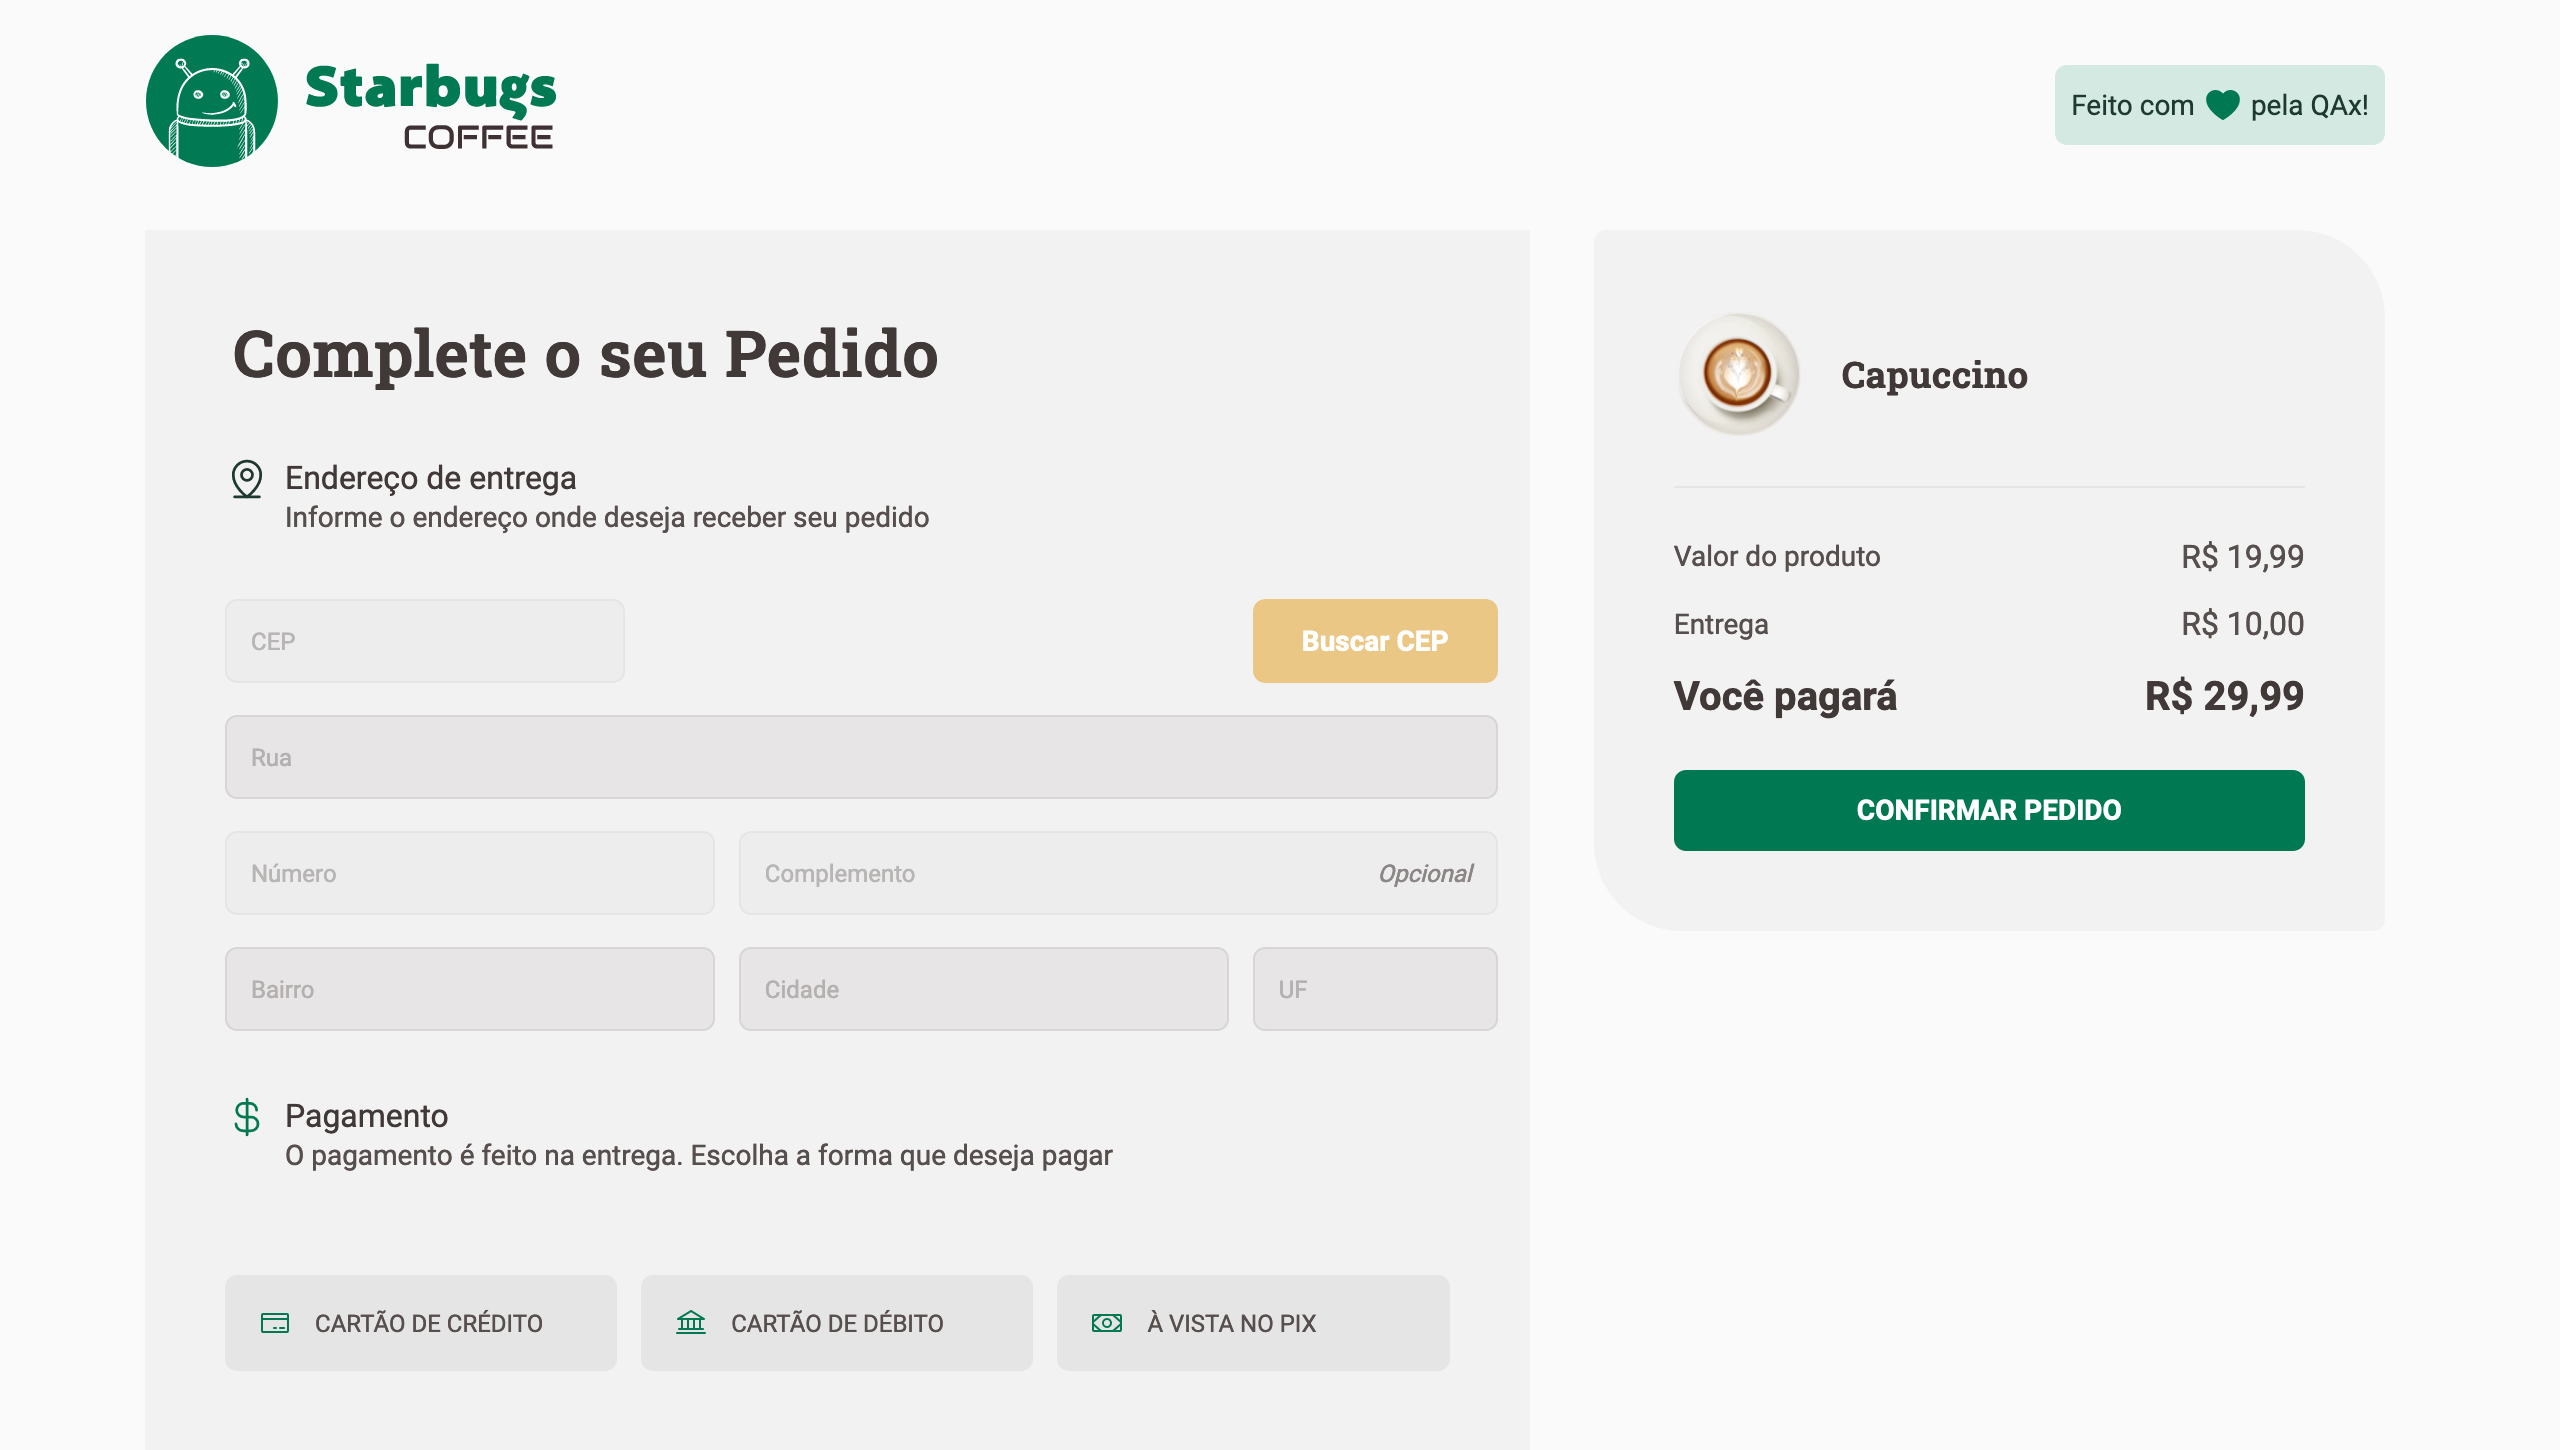 Starbugs
COFFEE
Feito com pela QAx!
Complete o seu Pedido
Endereço de entrega
Informe o endereço onde deseja receber seu pedido
CEP
Buscar CEP
Rua
Número
Complemento
Opcional
Bairro
Cidade
UF
Pagamento
O pagamento é feito na entrega. Escolha a forma que deseja pagar
CARTÃO DE CRÉDITO
CARTÃO DE DÉBITO
À VISTA NO PIX
Capuccino
Valor do produto R$ 19,99
Entrega R$ 10,00
Você pagará R$ 29,99
CONFIRMAR PEDIDO